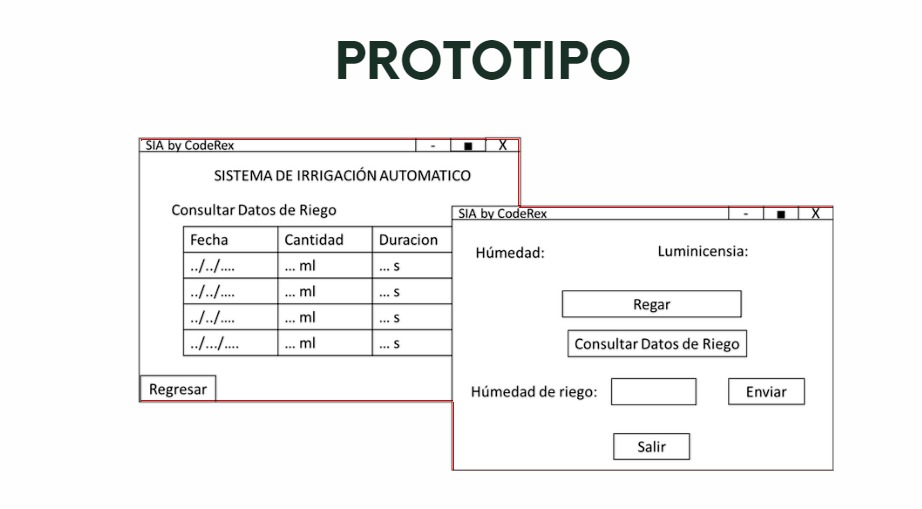 PROTOTIPO
SIA by CodeRex - ■ X
SISTEMA DE IRRIGACIÓN AUTOMATICO
Consultar Datos de Riego
Fecha Cantidad Duracion
../../.... ... ml ... s
../../.... ... ml ... s
../../.... ... ml ... s
../.../.... ... ml ... s
Regresar
SIA by CodeRex - ■ X
Húmedad: Luminicensia:
Regar
Consultar Datos de Riego
Húmedad de riego: Enviar
Salir